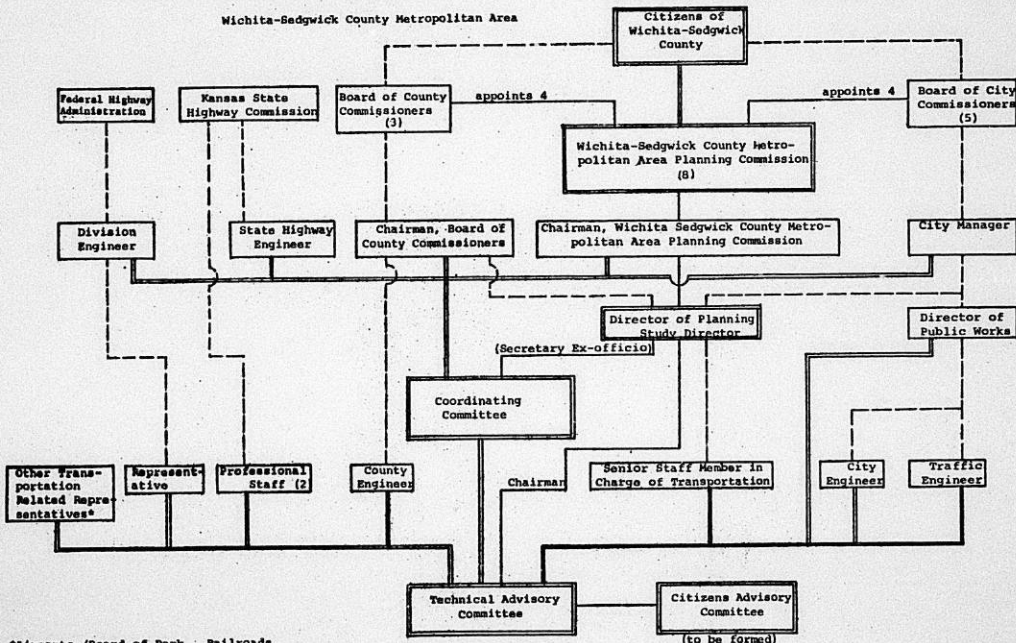 Wichita-Sedgwick County Metropolitan Area
Citizens of
Wichita-Sedgwick
County
Federal Highway
Administration
Kansas State
Highway Commission
Board of County
Commissioners
(3)
appoints 4
appoints 4
Board of City
Commissioners
(5)
Wichita-Sedgwick County Metro-
politan Area Planning Commission
(8)
Division
Engineer
State Highway
Engineer
Chairman, Board of
County Commissioners
Chairman, Wichita Sedgwick County Metro-
politan Area Planning Commission
City Manager
Director of Planning
Study Director
Director of
Public Works
(Secretary Ex-officio)
Coordinating
Committee
Other Trans-
portation
Related Repre-
sentatives*
Represent-
ative
Professional
Staff (2
County
Engineer
Chairman
Senior Staff Member in
Charge of Transportation
City
Engineer
Traffic
Engineer
Technical Advisory
Committee
Citizens Advisory
Committee
(to be formed)
Board of Park Railroads